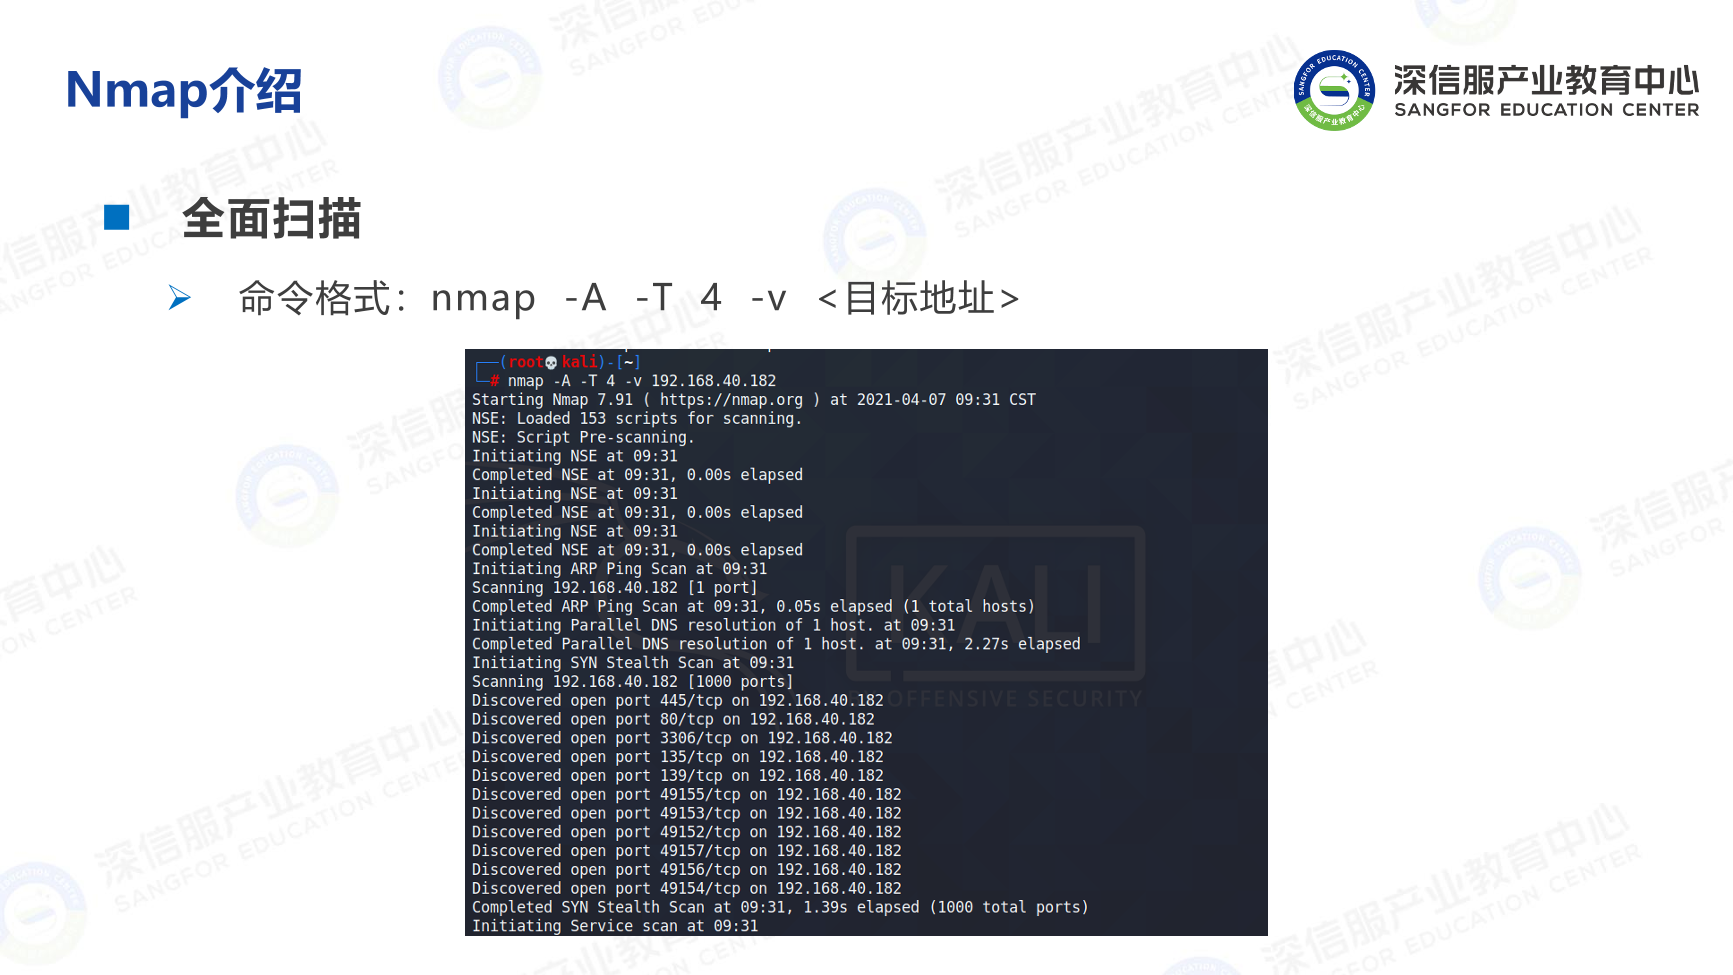 Nmap介绍
深信服产业教育中心
SANGFOR EDUCATION CENTER
全面扫描
命令格式：nmap -A -T 4 -v <目标地址>
┌──(root💀kali)-[~]
└─# nmap -A -T 4 -v 192.168.40.182
Starting Nmap 7.91 ( https://nmap.org ) at 2021-04-07 09:31 CST
NSE: Loaded 153 scripts for scanning.
NSE: Script Pre-scanning.
Initiating NSE at 09:31
Completed NSE at 09:31, 0.00s elapsed
Initiating NSE at 09:31
Completed NSE at 09:31, 0.00s elapsed
Initiating NSE at 09:31
Completed NSE at 09:31, 0.00s elapsed
Initiating ARP Ping Scan at 09:31
Scanning 192.168.40.182 [1 port]
Completed ARP Ping Scan at 09:31, 0.05s elapsed (1 total hosts)
Initiating Parallel DNS resolution of 1 host. at 09:31
Completed Parallel DNS resolution of 1 host. at 09:31, 2.27s elapsed
Initiating SYN Stealth Scan at 09:31
Scanning 192.168.40.182 [1000 ports]
Discovered open port 445/tcp on 192.168.40.182
Discovered open port 80/tcp on 192.168.40.182
Discovered open port 3306/tcp on 192.168.40.182
Discovered open port 135/tcp on 192.168.40.182
Discovered open port 139/tcp on 192.168.40.182
Discovered open port 49155/tcp on 192.168.40.182
Discovered open port 49153/tcp on 192.168.40.182
Discovered open port 49152/tcp on 192.168.40.182
Discovered open port 49157/tcp on 192.168.40.182
Discovered open port 49156/tcp on 192.168.40.182
Discovered open port 49154/tcp on 192.168.40.182
Completed SYN Stealth Scan at 09:31, 1.39s elapsed (1000 total ports)
Initiating Service scan at 09:31
KALI
OFFENSIVE SECURITY